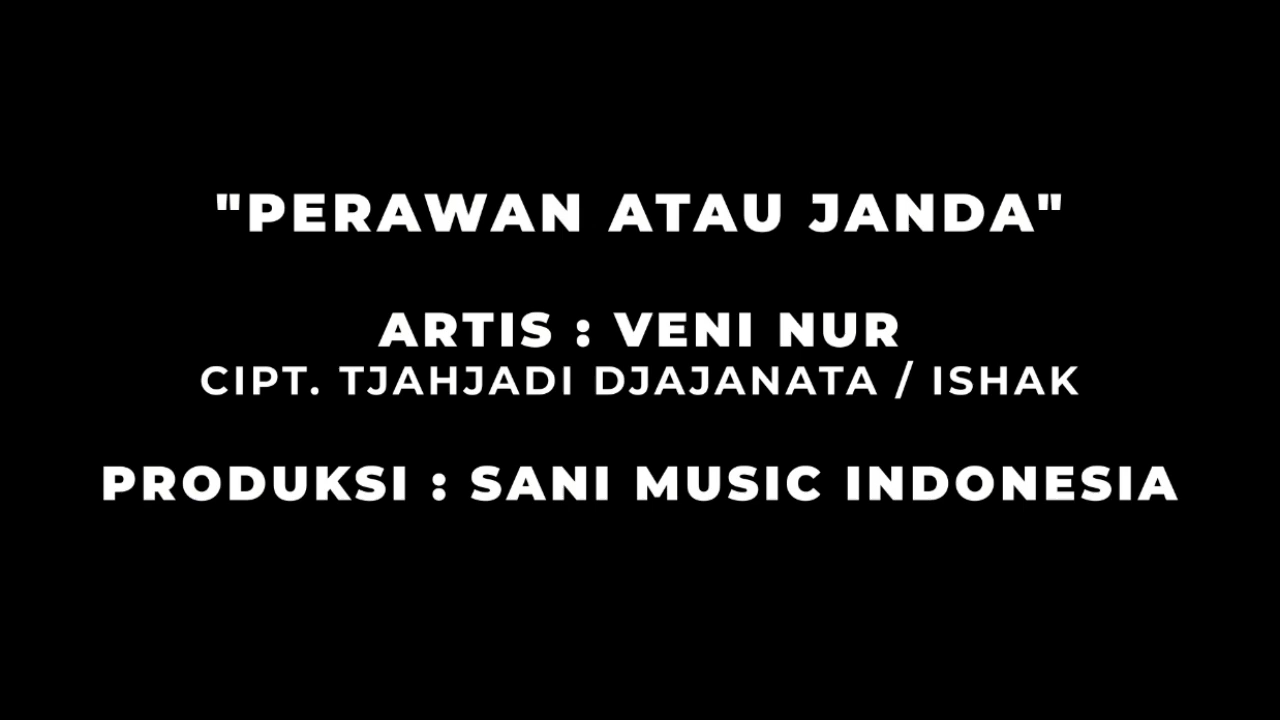 "PERAWAN ATAU JANDA"
ARTIS : VENI NUR
CIPT. TJAHJADI DJAJANATA / ISHAK
PRODUKSI : SANI MUSIC INDONESIA